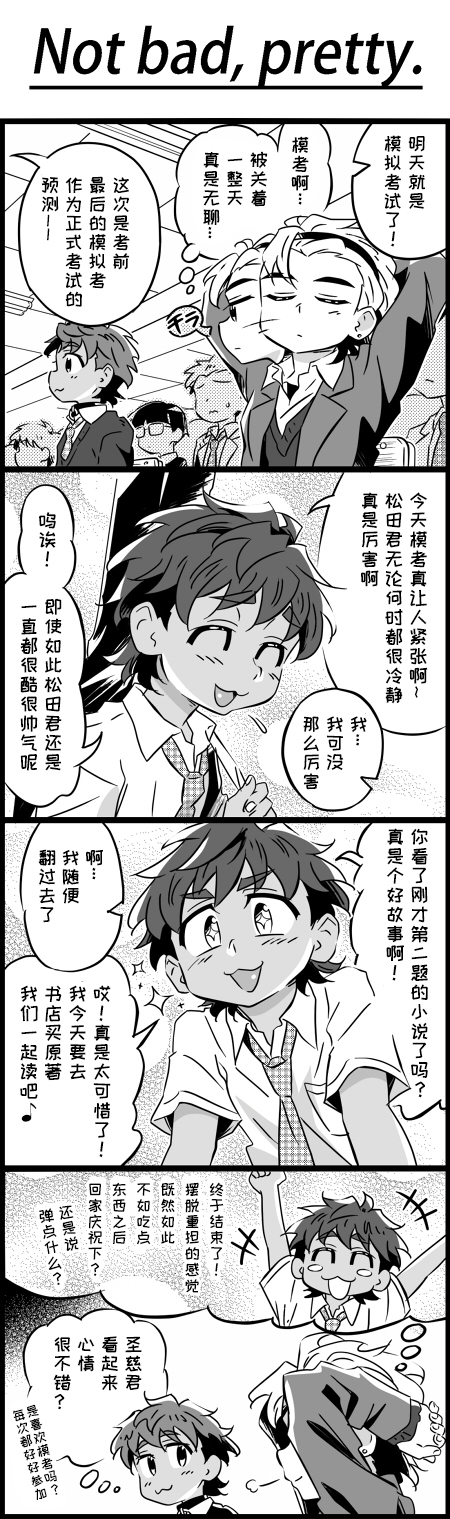 Not bad, pretty.
明天就是
模拟考试了！
模考啊…
被关着
一整天
真是无聊…
这次是考前
最后的模拟考
作为正式考试的
预测——
チラ
今天模考真让人紧张啊～
松田君无论何时都很冷静
真是厉害啊
我…
我可没
那么厉害
呜诶！
即使如此松田君还是
一直都很酷很帅气呢
你看了刚才第二题的小说了吗？
真是个好故事啊！
啊…
我随便
翻过去了
哎！真是太可惜了！
我今天要去
书店买原著
我们一起读吧♪
终于结束了！
摆脱重担的感觉
既然如此
不如吃点
东西之后
回家庆祝下？
还是说
弹点什么？
圣慈君
看起来
心情
很不错？
是喜欢模考吗？
每次都好好参加